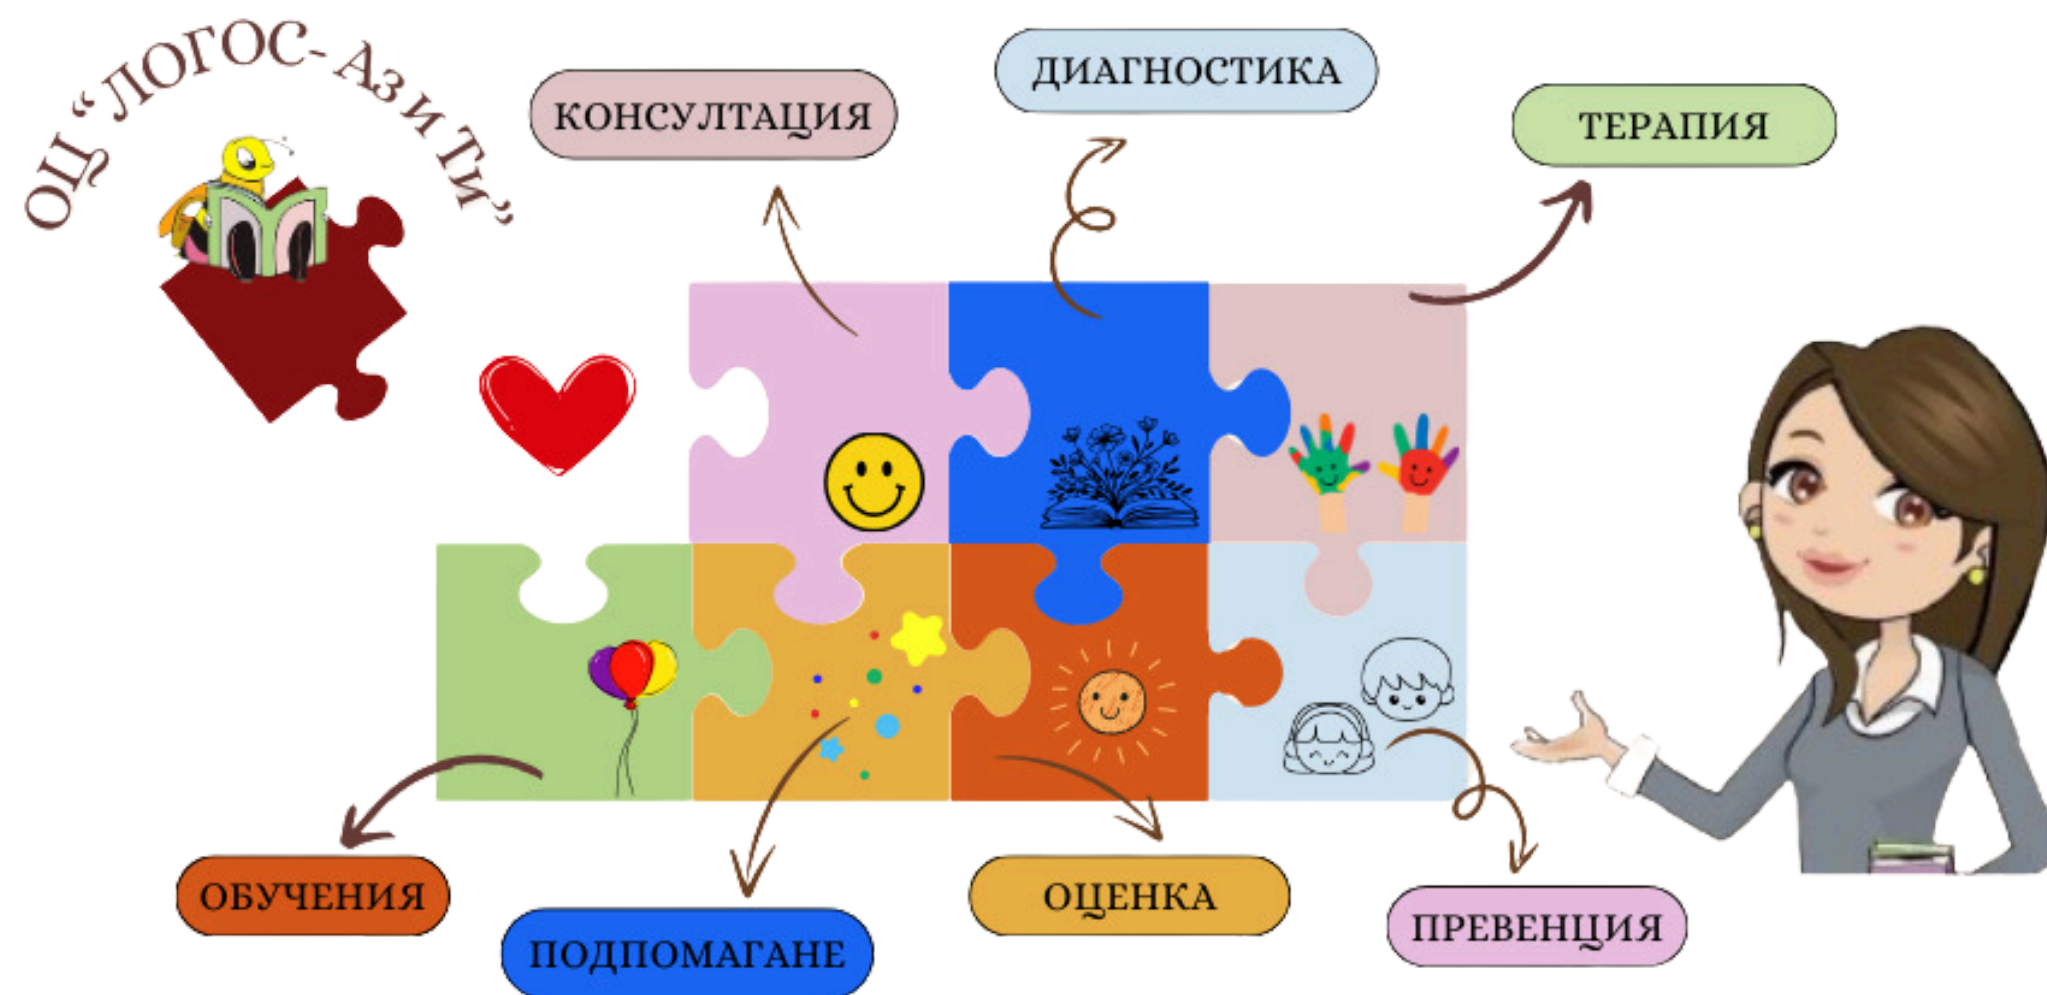 ОЦ “ЛОГОС- Аз и Ти”
КОНСУЛТАЦИЯ
ДИАГНОСТИКА
ТЕРАПИЯ
ОБУЧЕНИЯ
ПОДПОМАГАНЕ
ОЦЕНКА
ПРЕВЕНЦИЯ